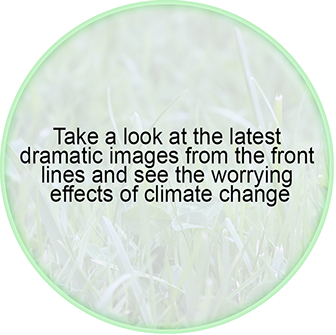 Take a look at the latest
dramatic images from the front
lines and see the worrying
effects of climate change